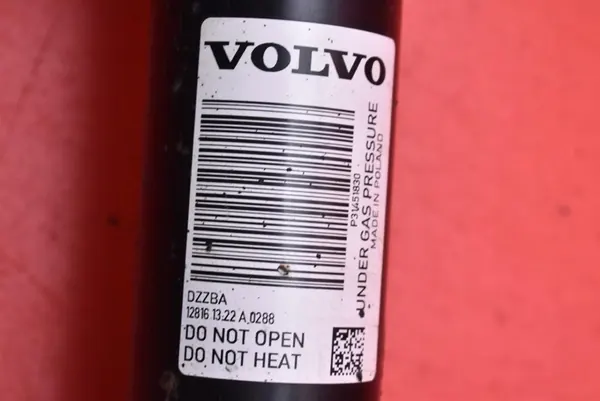 VOLVO
P31451830
UNDER GAS PRESSURE
MADE IN POLAND
DZZBA
12816.13:22 A,0288
DO NOT OPEN
DO NOT HEAT